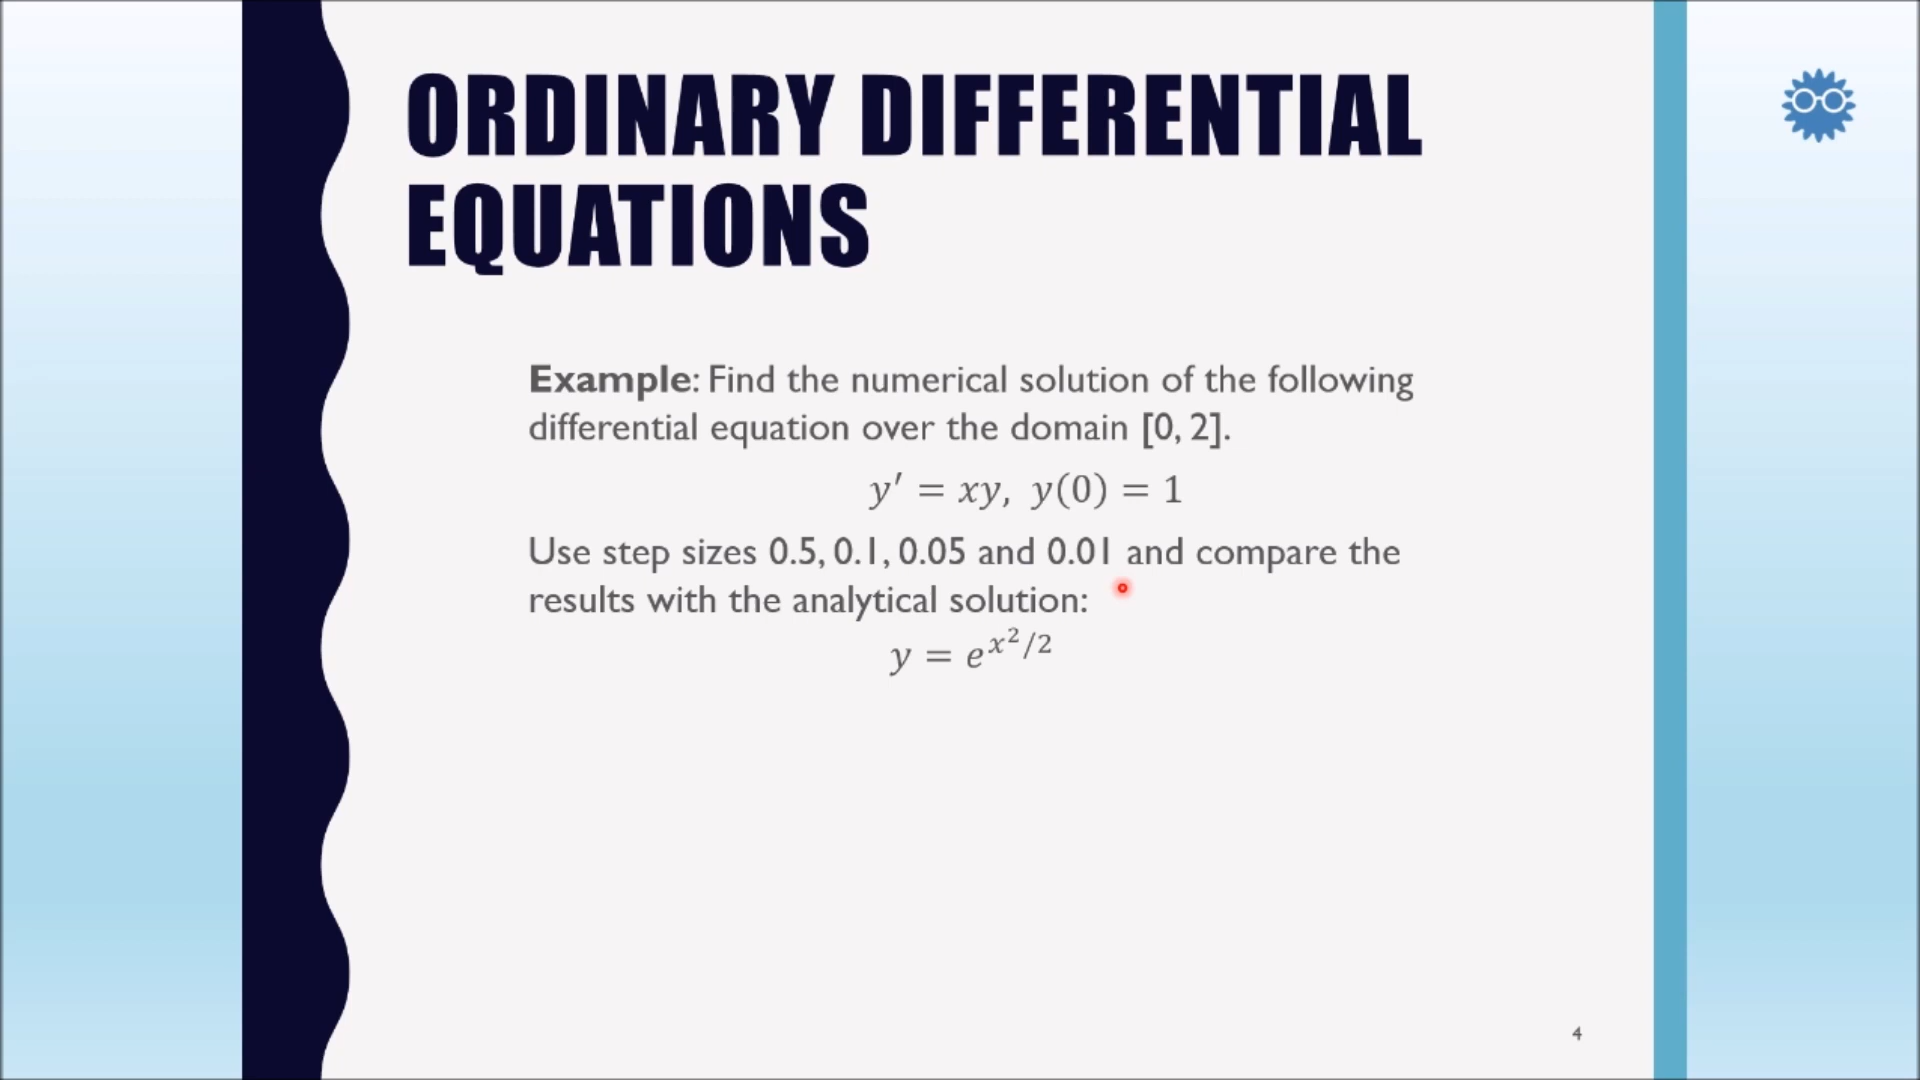 ORDINARY DIFFERENTIAL
EQUATIONS
Example: Find the numerical solution of the following
differential equation over the domain [0, 2].
y′ = xy, y(0) = 1
Use step sizes 0.5, 0.1, 0.05 and 0.01 and compare the
results with the analytical solution:
y = e^{x²/2}
4